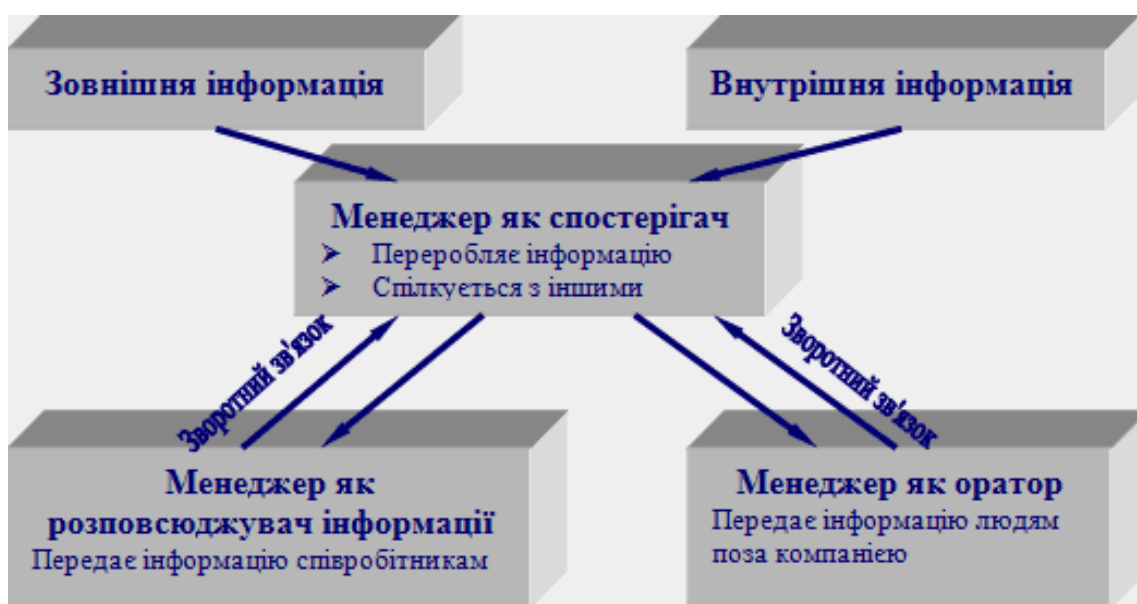 Зовнішня інформація
Внутрішня інформація
Менеджер як спостерігач
➢ Переробляє інформацію
➢ Спілкується з іншими
Зворотний зв'язок
Зворотний зв'язок
Менеджер як
розповсюджувач інформації
Передає інформацію співробітникам
Менеджер як оратор
Передає інформацію людям
поза компанією